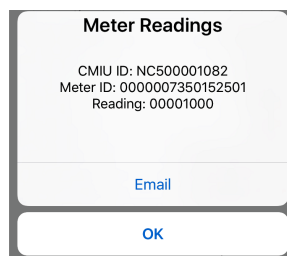 Meter Readings
CMIU ID: NC500001082
Meter ID: 0000007350152501
Reading: 00001000
Email
OK